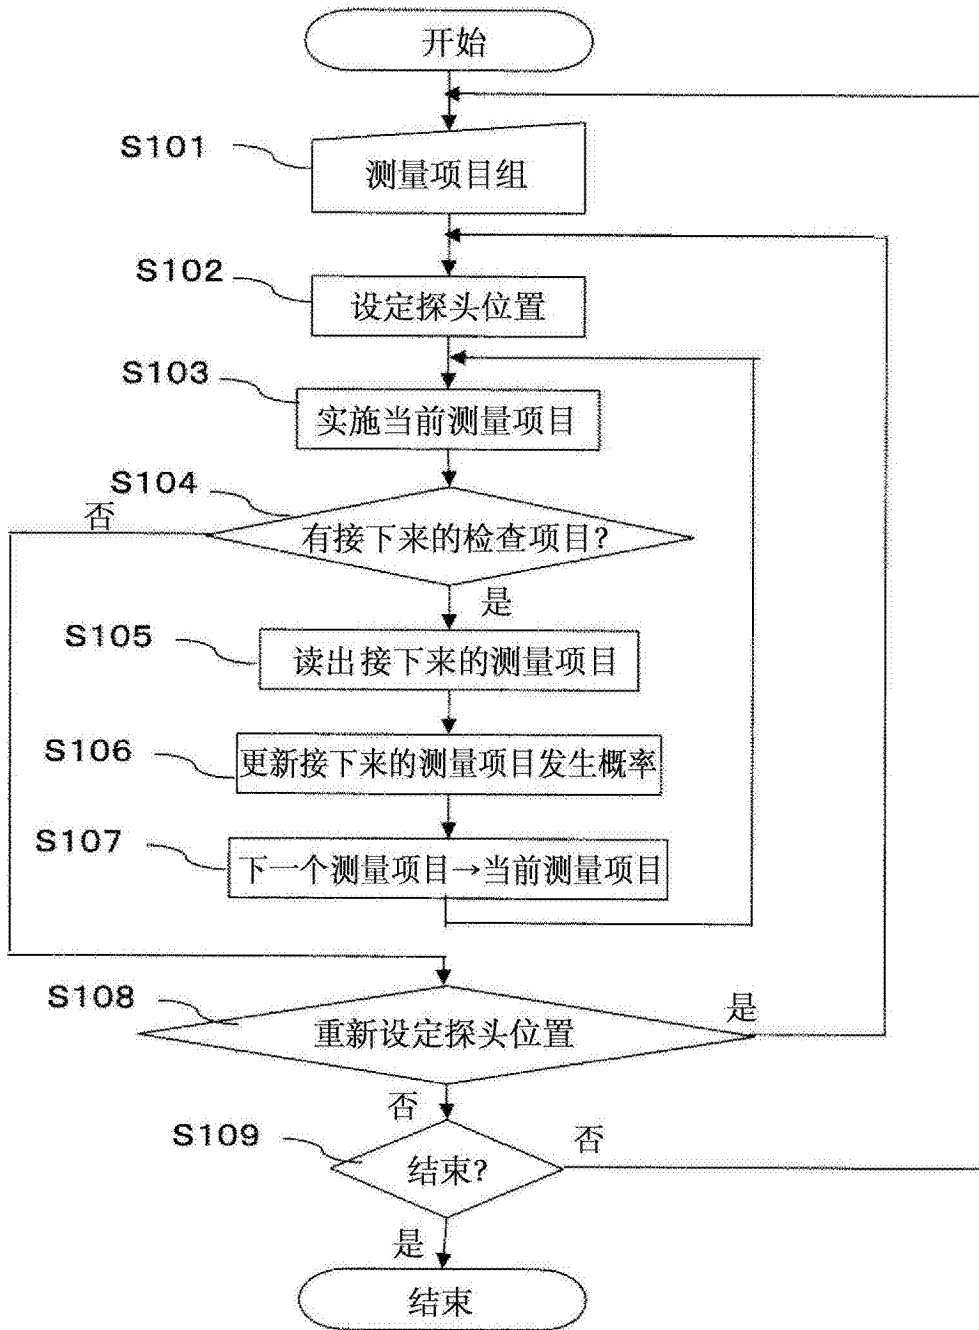 开始
S101
测量项目组
S102
设定探头位置
S103
实施当前测量项目
S104
否
有接下来的检查项目?
是
S105
读出接下来的测量项目
S106
更新接下来的测量项目发生概率
S107
下一个测量项目→当前测量项目
S108
是
重新设定探头位置
否
S109
否
结束?
是
结束